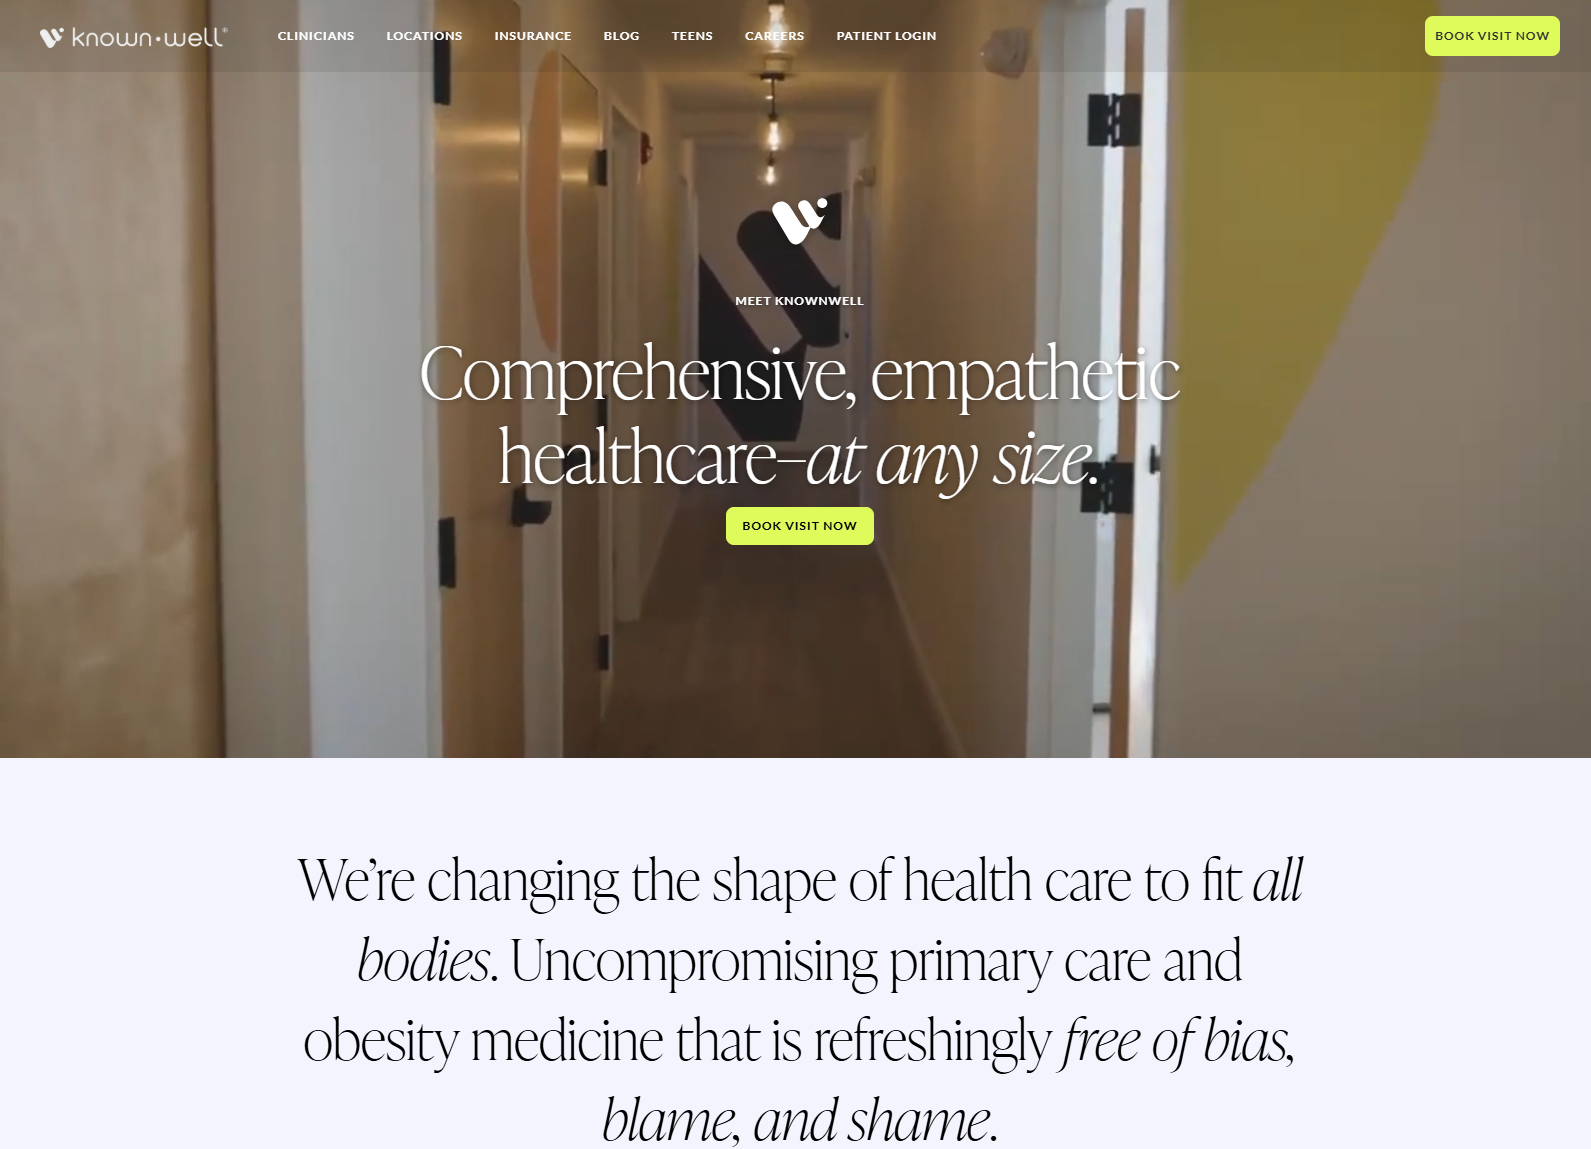 known·well®
CLINICIANS
LOCATIONS
INSURANCE
BLOG
TEENS
CAREERS
PATIENT LOGIN
BOOK VISIT NOW
MEET KNOWNWELL
Comprehensive, empathetic
healthcare–at any size.
BOOK VISIT NOW
We’re changing the shape of health care to fit all
bodies. Uncompromising primary care and
obesity medicine that is refreshingly free of bias,
blame, and shame.